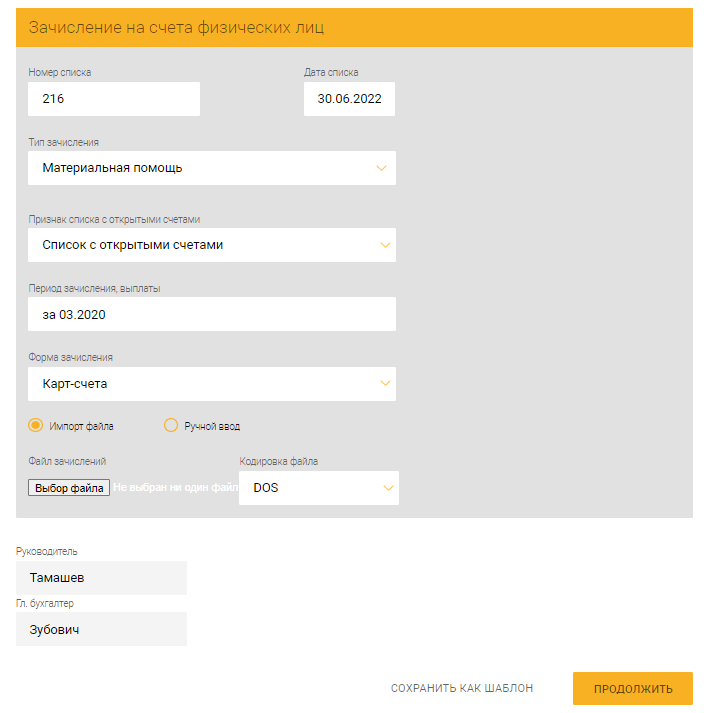 Зачисление на счета физических лиц
Номер списка Дата списка
216 30.06.2022
Тип зачисления
Материальная помощь
Признак списка с открытыми счетами
Список с открытыми счетами
Период зачисления, выплаты
за 03.2020
Форма зачисления
Карт-счета
Импорт файла Ручной ввод
Файл зачислений Кодировка файла
Выбор файла Не выбран ни один файл DOS
Руководитель
Тамашев
Гл. бухгалтер
Зубович
СОХРАНИТЬ КАК ШАБЛОН ПРОДОЛЖИТЬ